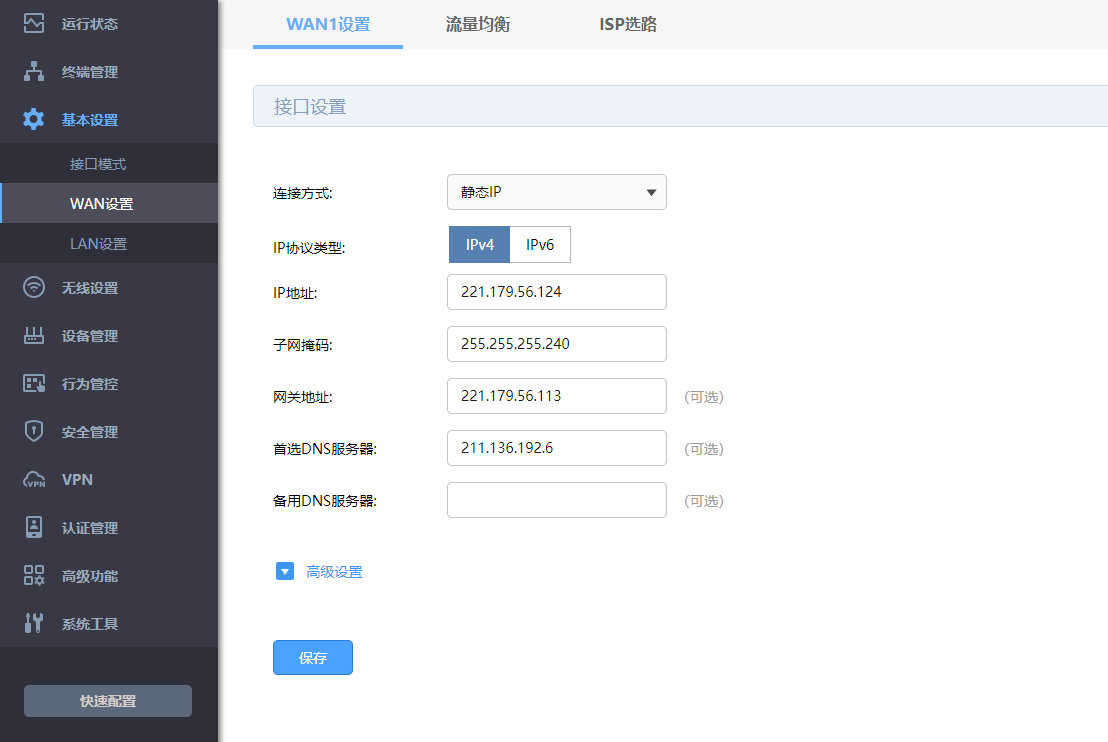 运行状态
终端管理
基本设置
接口模式
WAN设置
LAN设置
无线设置
设备管理
行为管控
安全管理
VPN
VPN
认证管理
高级功能
系统工具
快速配置
WAN1设置 流量均衡 ISP选路
接口设置
连接方式: 静态IP
IP协议类型: IPv4 IPv6
IP地址: 221.179.56.124
子网掩码: 255.255.255.240
网关地址: 221.179.56.113 (可选)
首选DNS服务器: 211.136.192.6 (可选)
备用DNS服务器: (可选)
高级设置
保存